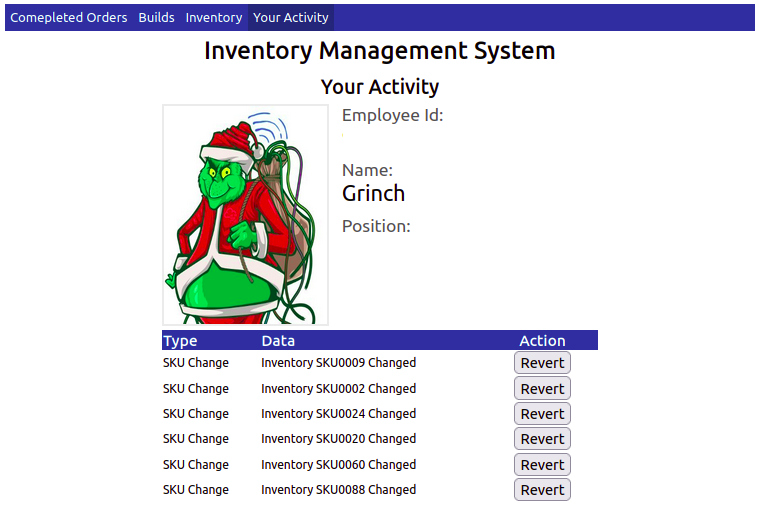 Comepleted Orders Builds Inventory Your Activity
Inventory Management System
Your Activity
Employee Id:
Name:
Grinch
Position:
Type Data Action
SKU Change Inventory SKU0009 Changed Revert
SKU Change Inventory SKU0002 Changed Revert
SKU Change Inventory SKU0024 Changed Revert
SKU Change Inventory SKU0020 Changed Revert
SKU Change Inventory SKU0060 Changed Revert
SKU Change Inventory SKU0088 Changed Revert